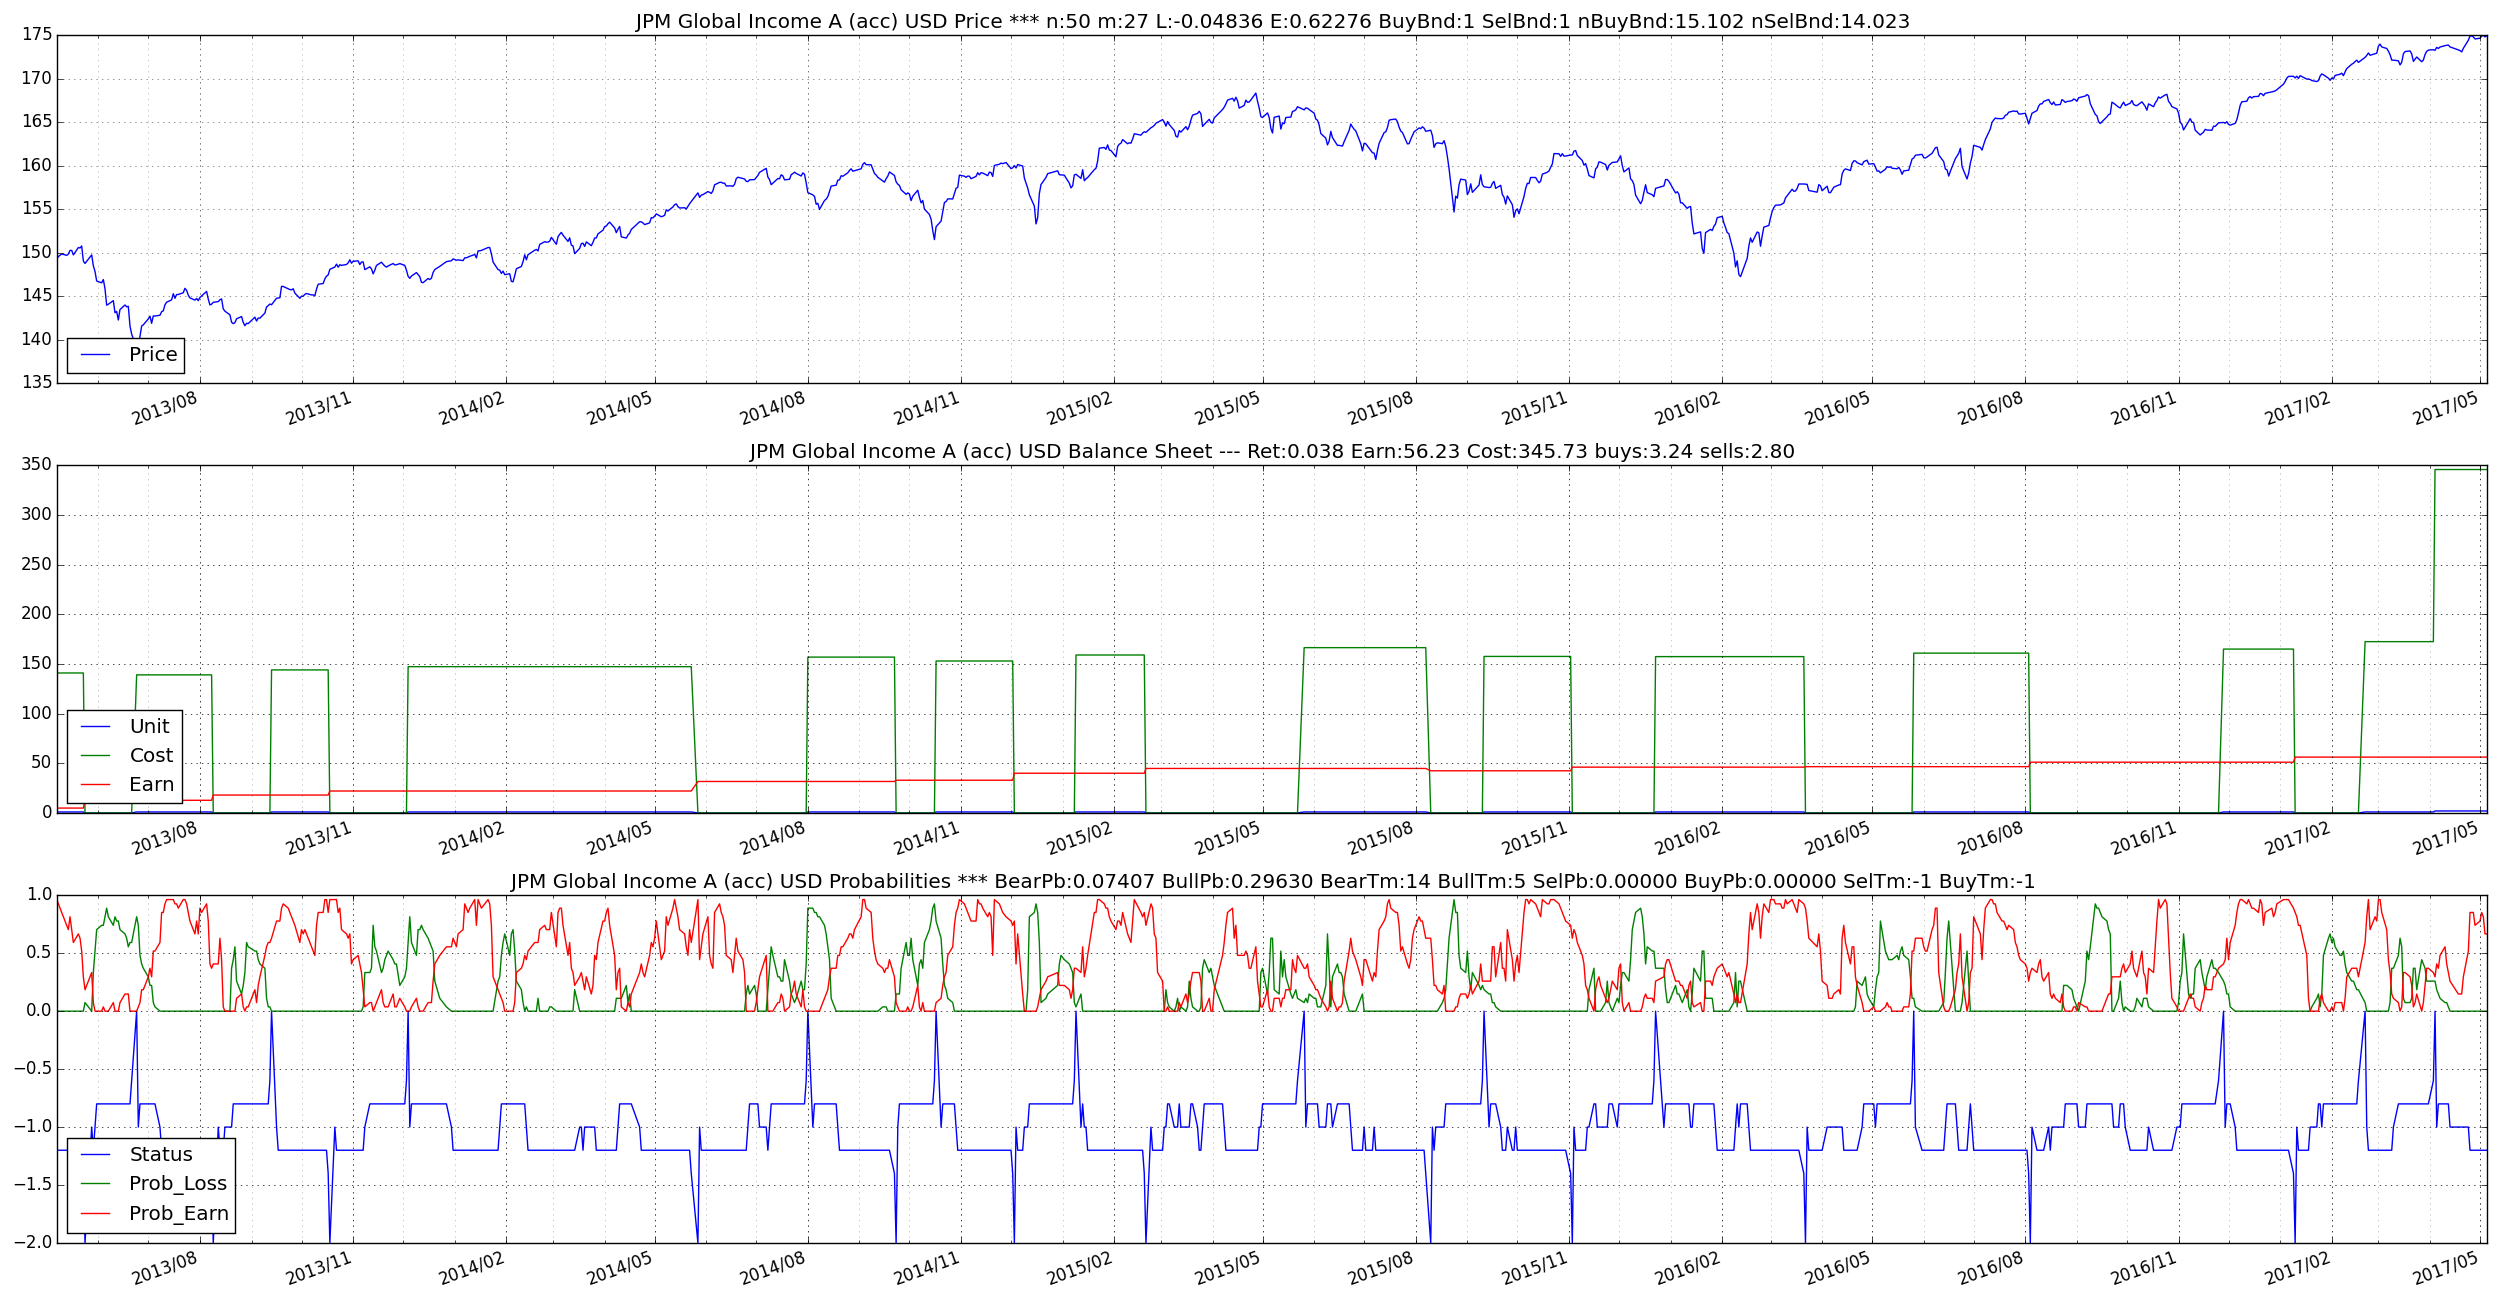 JPM Global Income A (acc) USD Price *** n:50 m:27 L:-0.04836 E:0.62276 BuyBnd:1 SelBnd:1 nBuyBnd:15.102 nSelBnd:14.023
175
170
165
160
155
150
145
140
135
Price
2013/08 2013/11 2014/02 2014/05 2014/08 2014/11 2015/02 2015/05 2015/08 2015/11 2016/02 2016/05 2016/08 2016/11 2017/02 2017/05
JPM Global Income A (acc) USD Balance Sheet --- Ret:0.038 Earn:56.23 Cost:345.73 buys:3.24 sells:2.80
350
300
250
200
150
100
50
0
Unit
Cost
Earn
2013/08 2013/11 2014/02 2014/05 2014/08 2014/11 2015/02 2015/05 2015/08 2015/11 2016/02 2016/05 2016/08 2016/11 2017/02 2017/05
JPM Global Income A (acc) USD Probabilities *** BearPb:0.07407 BullPb:0.29630 BearTm:14 BullTm:5 SelPb:0.00000 BuyPb:0.00000 SelTm:-1 BuyTm:-1
1.0
0.5
0.0
−0.5
−1.0
−1.5
−2.0
Status
Prob_Loss
Prob_Earn
2013/08 2013/11 2014/02 2014/05 2014/08 2014/11 2015/02 2015/05 2015/08 2015/11 2016/02 2016/05 2016/08 2016/11 2017/02 2017/05